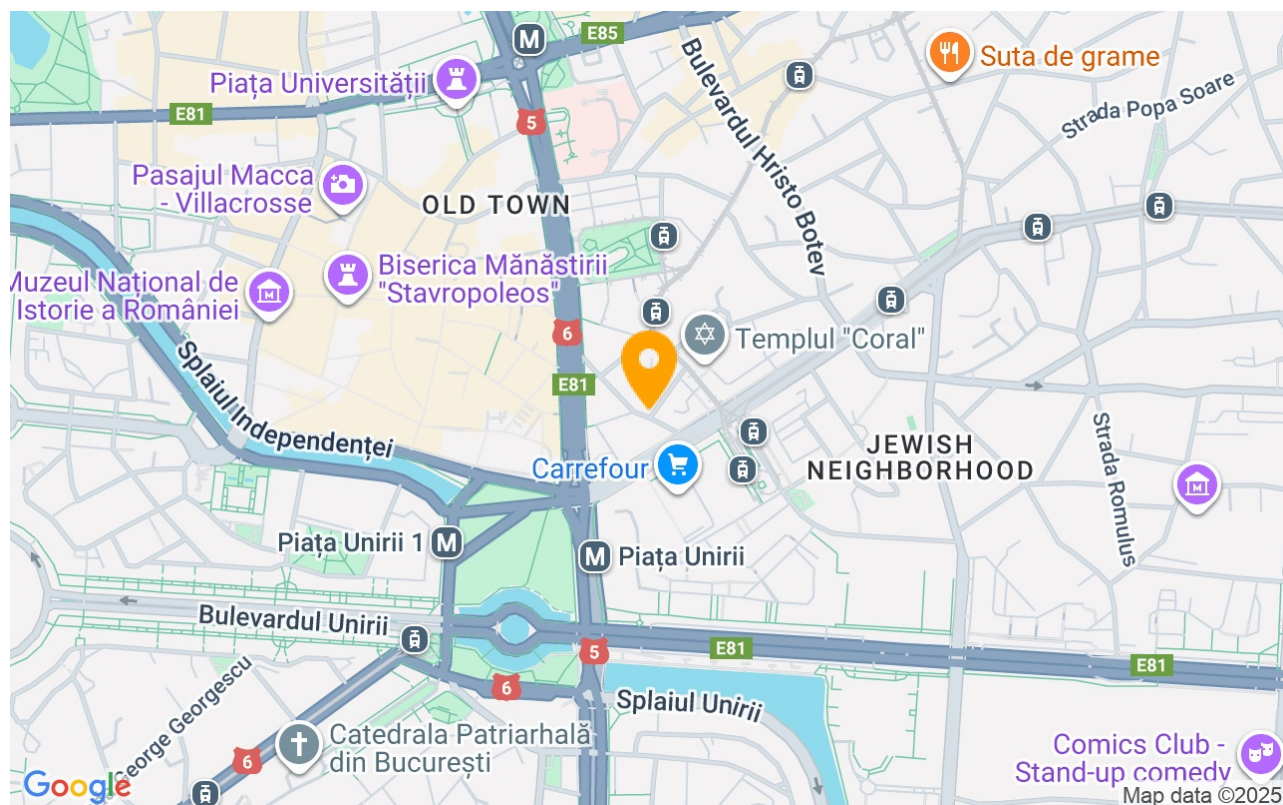 E85
M
Bulevardul Hristo Botev
Suta de grame
Piața Universității
E81
5
Strada Popa Soare
Pasajul Macca
- Villacrosse
OLD TOWN
Muzeul Național de
Istorie a României
Biserica Mănăstirii
"Stavropoleos"
6
Templul "Coral"
E81
Splaiul Independenței
JEWISH
NEIGHBORHOOD
Carrefour
Strada Romulus
M
Piața Unirii 1
M
M
Piața Unirii
Bulevardul Unirii
5
E81
E81
6
George Georgescu
Splaiul Unirii
Catedrala Patriarhală
din București
6
Comics Club -
Stand-up comedy
Google
Map data ©2025